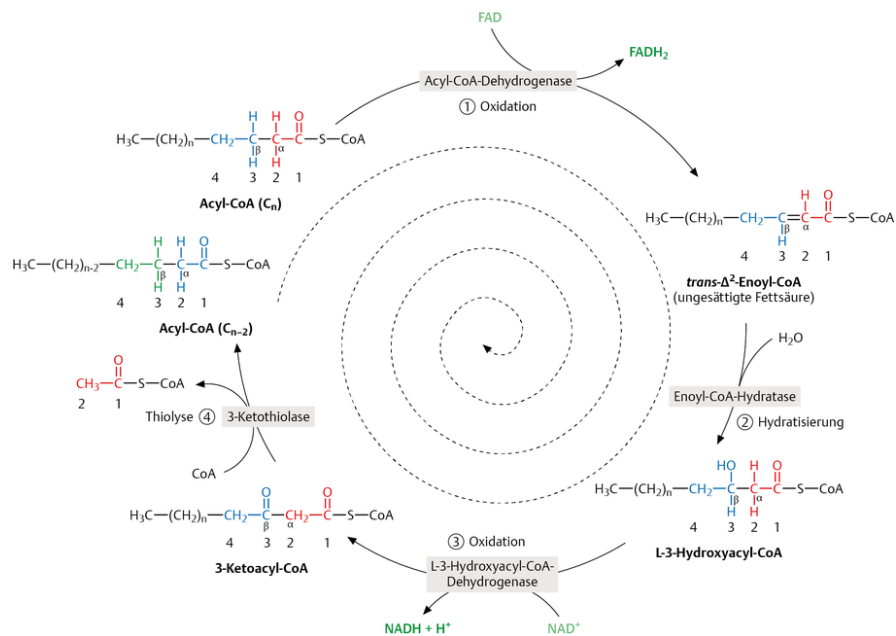 FAD
FADH₂
Acyl-CoA-Dehydrogenase
① Oxidation
H H O
H₃C—(CH₂)n—CH₂—C—C—C—S—CoA
β α
H H
4 3 2 1
Acyl-CoA (Cn)
H O
H₃C—(CH₂)n—CH₂—C=C—C—S—CoA
β α
H
4 3 2 1
trans-Δ²-Enoyl-CoA
(ungesättigte Fettsäure)
H₂O
Enoyl-CoA-Hydratase
② Hydratisierung
HO H O
H₃C—(CH₂)n—CH₂—C—C—C—S—CoA
β α
H H
4 3 2 1
L-3-Hydroxyacyl-CoA
③ Oxidation
L-3-Hydroxyacyl-CoA-
Dehydrogenase
NADH + H⁺
NAD⁺
O O
H₃C—(CH₂)n—CH₂—C—CH₂—C—S—CoA
β α
4 3 2 1
3-Ketoacyl-CoA
CoA
Thiolyse ④ 3-Ketothiolase
O
CH₃—C—S—CoA
2 1
H H O
H₃C—(CH₂)n-2—CH₂—C—C—C—S—CoA
β α
H H
4 3 2 1
Acyl-CoA (Cn–2)